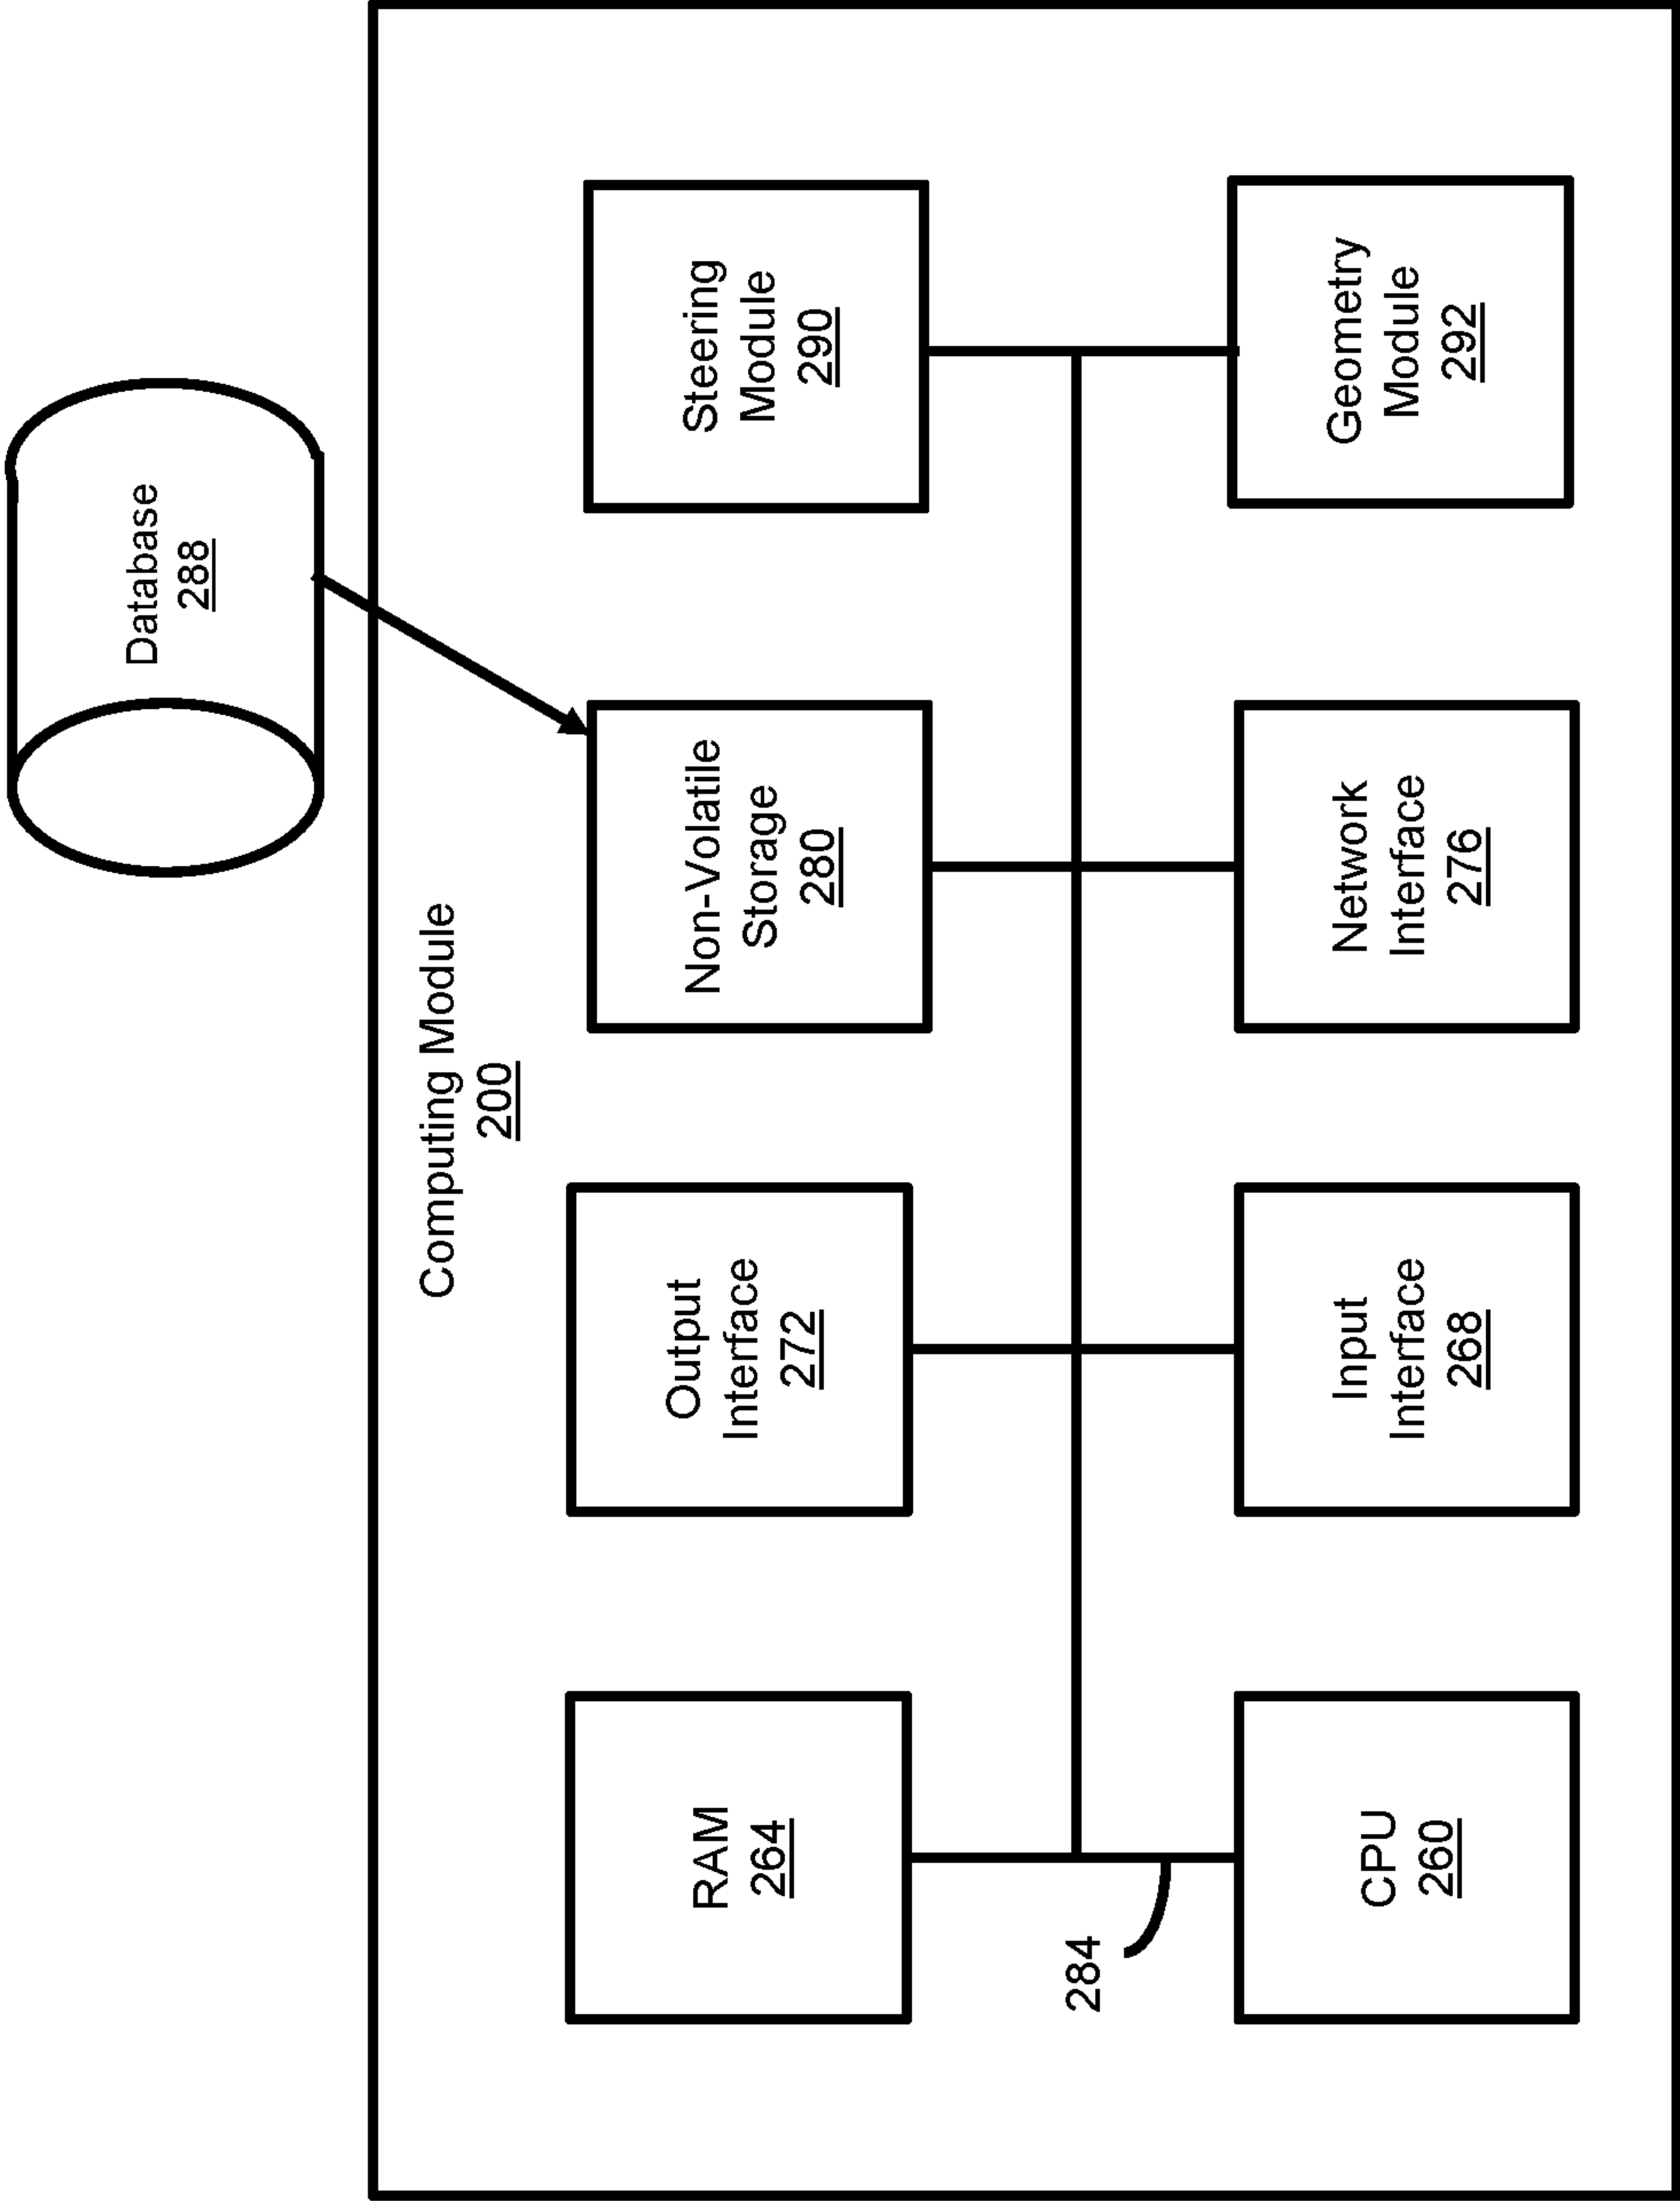 Database
288
Computing Module
200
RAM
264
Output
Interface
272
Non-Volatile
Storage
280
Steering
Module
290
284
CPU
260
Input
Interface
268
Network
Interface
276
Geometry
Module
292